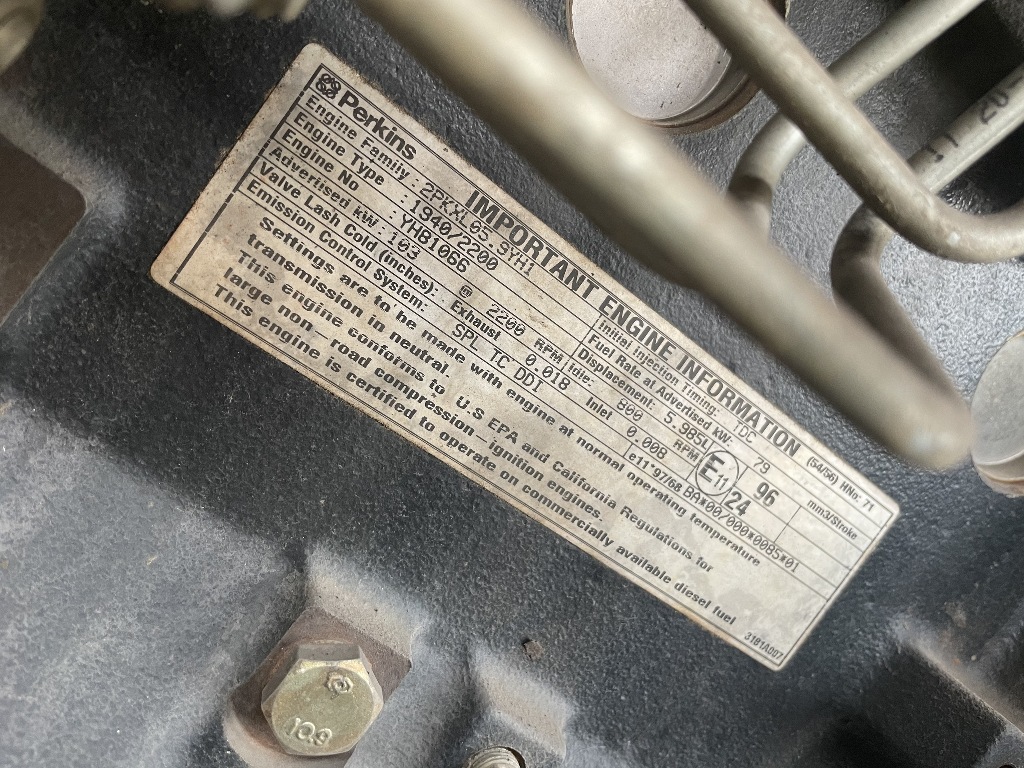 Perkins IMPORTANT ENGINE INFORMATION (54/56) HNo: 71
Engine Family : 2PKXL05.9YH1 Initial Injection Timing: TDC
Engine Type : 1940/2200 Fuel Rate at Advertised kW: 79 mm3/Stroke
Engine No : YHB1066 Displacement: 5.985L
Advertised kW: 103 @ 2200 RPM Idle: 800 RPM E11 24 96
Valve Lash Cold (inches): Exhaust 0.018 Inlet 0.008
Emission Control System: SPL TC DDI e11*97/68 BA*00/000*0085*01
Settings are to be made with engine at normal operating temperature
transmission in neutral.
This engine conforms to U.S EPA and California Regulations for
large non-road compression-ignition engines.
This engine is certified to operate on commercially available diesel fuel
3181A007
10.9